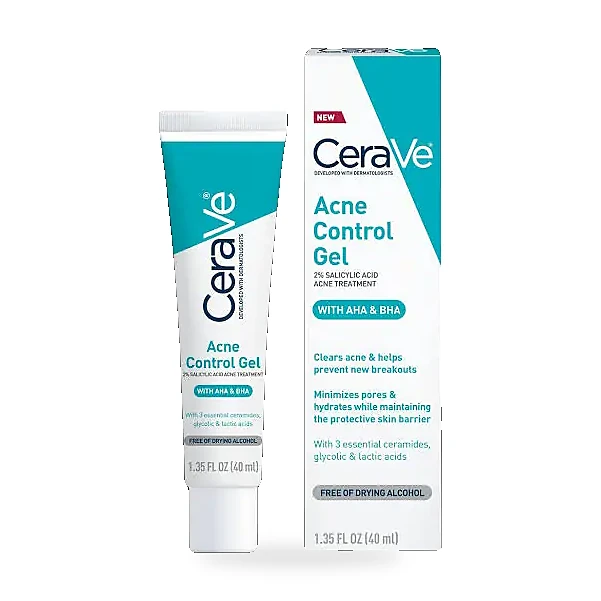 CeraVe®
DEVELOPED WITH DERMATOLOGISTS
Acne
Control Gel
2% SALICYLIC ACID ACNE TREATMENT
WITH AHA & BHA
With 3 essential ceramides,
glycolic & lactic acids
FREE OF DRYING ALCOHOL
1.35 FL OZ (40 ml)
NEW
CeraVe®
DEVELOPED WITH DERMATOLOGISTS
Acne
Control
Gel
2% SALICYLIC ACID
ACNE TREATMENT
WITH AHA & BHA
Clears acne & helps
prevent new breakouts
Minimizes pores &
hydrates while maintaining
the protective skin barrier
With 3 essential ceramides,
glycolic & lactic acids
FREE OF DRYING ALCOHOL
1.35 FL OZ (40 ml)